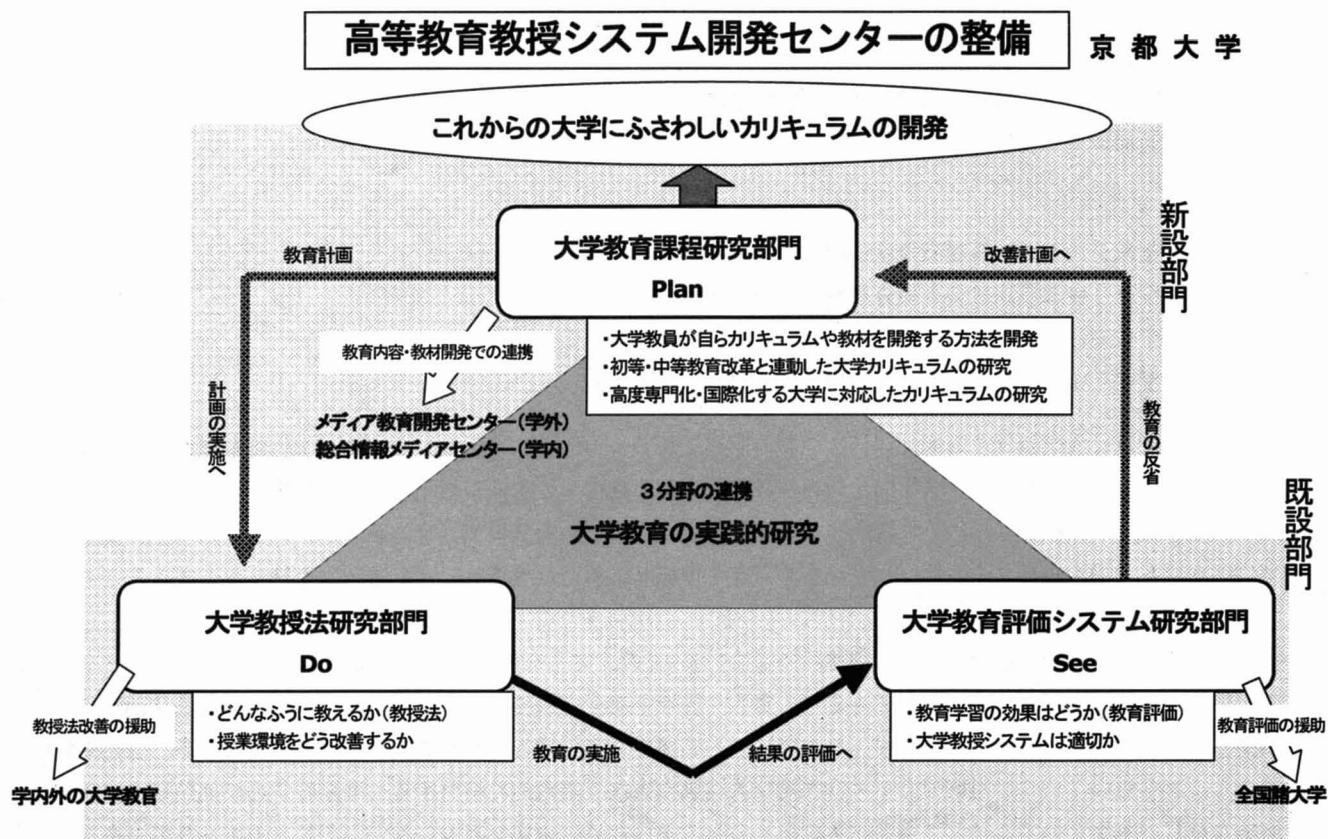 高等教育教授システム開発センターの整備
京都大学
これからの大学にふさわしいカリキュラムの開発
新設部門
大学教育課程研究部門
Plan
教育計画
改善計画へ
・大学教員が自らカリキュラムや教材を開発する方法を開発
・初等・中等教育改革と連動した大学カリキュラムの研究
・高度専門化・国際化する大学に対応したカリキュラムの研究
教育内容・教材開発での連携
メディア教育開発センター(学外)
総合情報メディアセンター(学内)
計画の実施へ
教育の反省
3分野の連携
大学教育の実践的研究
既設部門
大学教授法研究部門
Do
・どんなふうに教えるか(教授法)
・授業環境をどう改善するか
教授法改善の援助
学内外の大学教官
教育の実施
結果の評価へ
大学教育評価システム研究部門
See
・教育学習の効果はどうか(教育評価)
・大学教授システムは適切か
教育評価の援助
全国諸大学